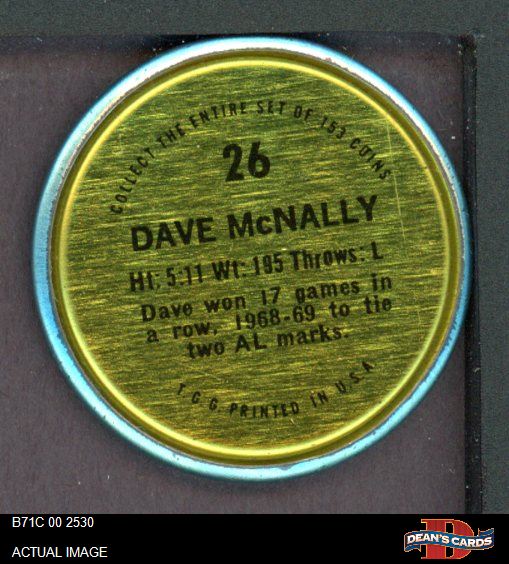 COLLECT THE ENTIRE SET OF 153 COINS
26
DAVE McNALLY
Ht: 5:11 Wt: 195 Throws: L
Dave won 17 games in
a row, 1968-69 to tie
two AL marks.
T.C.G. PRINTED IN U.S.A.
B71C 00 2530
ACTUAL IMAGE
D
DEAN'S CARDS